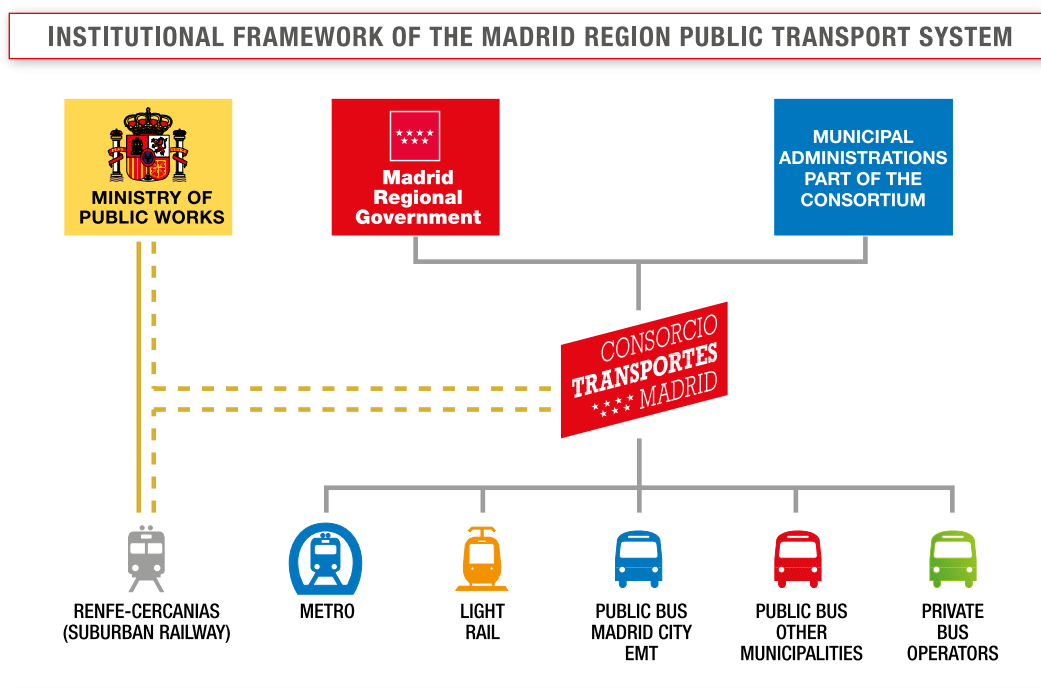 INSTITUTIONAL FRAMEWORK OF THE MADRID REGION PUBLIC TRANSPORT SYSTEM
MINISTRY OF
PUBLIC WORKS
Madrid
Regional
Government
MUNICIPAL
ADMINISTRATIONS
PART OF THE
CONSORTIUM
CONSORCIO
TRANSPORTES
MADRID
RENFE-CERCANIAS
(SUBURBAN RAILWAY)
METRO
LIGHT
RAIL
PUBLIC BUS
MADRID CITY
EMT
PUBLIC BUS
OTHER
MUNICIPALITIES
PRIVATE
BUS
OPERATORS